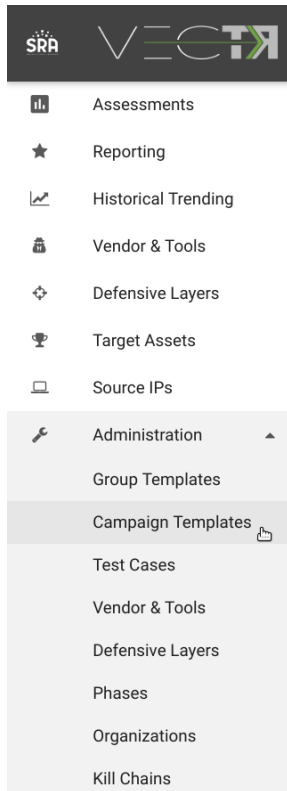 SRA VECTR
Assessments
Reporting
Historical Trending
Vendor & Tools
Defensive Layers
Target Assets
Source IPs
Administration
Group Templates
Campaign Templates
Test Cases
Vendor & Tools
Defensive Layers
Phases
Organizations
Kill Chains